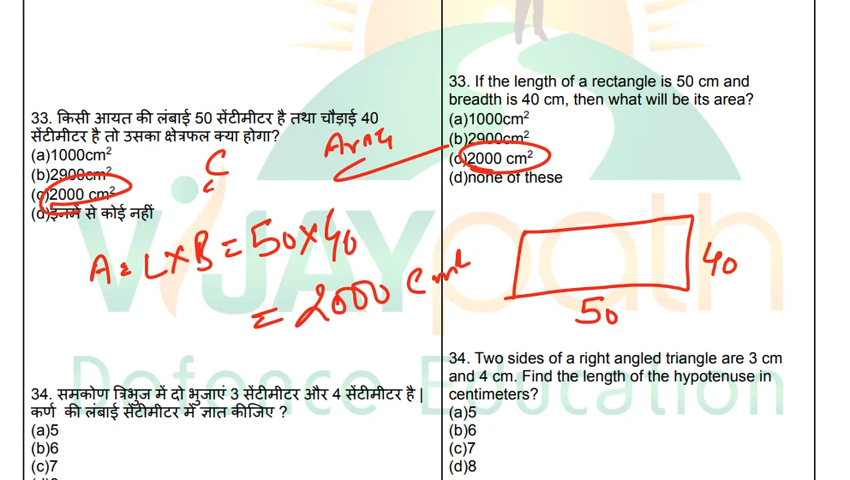 33. किसी आयत की लंबाई 50 सेंटीमीटर है तथा चौड़ाई 40
सेंटीमीटर है तो उसका क्षेत्रफल क्या होगा?
(a)1000cm²
(b)2900cm²
(c)2000 cm²
(d)इनमें से कोई नहीं
C
A = L × B = 50 × 40
= 2000 Cm²
34. समकोण त्रिभुज में दो भुजाएं 3 सेंटीमीटर और 4 सेंटीमीटर है |
कर्ण की लंबाई सेंटीमीटर में ज्ञात कीजिए ?
(a)5
(b)6
(c)7
33. If the length of a rectangle is 50 cm and
breadth is 40 cm, then what will be its area?
(a)1000cm²
(b)2900cm²
(c)2000 cm²
(d)none of these
40
50
34. Two sides of a right angled triangle are 3 cm
and 4 cm. Find the length of the hypotenuse in
centimeters?
(a)5
(b)6
(c)7
(d)8
ViJAYpath
Defence Education